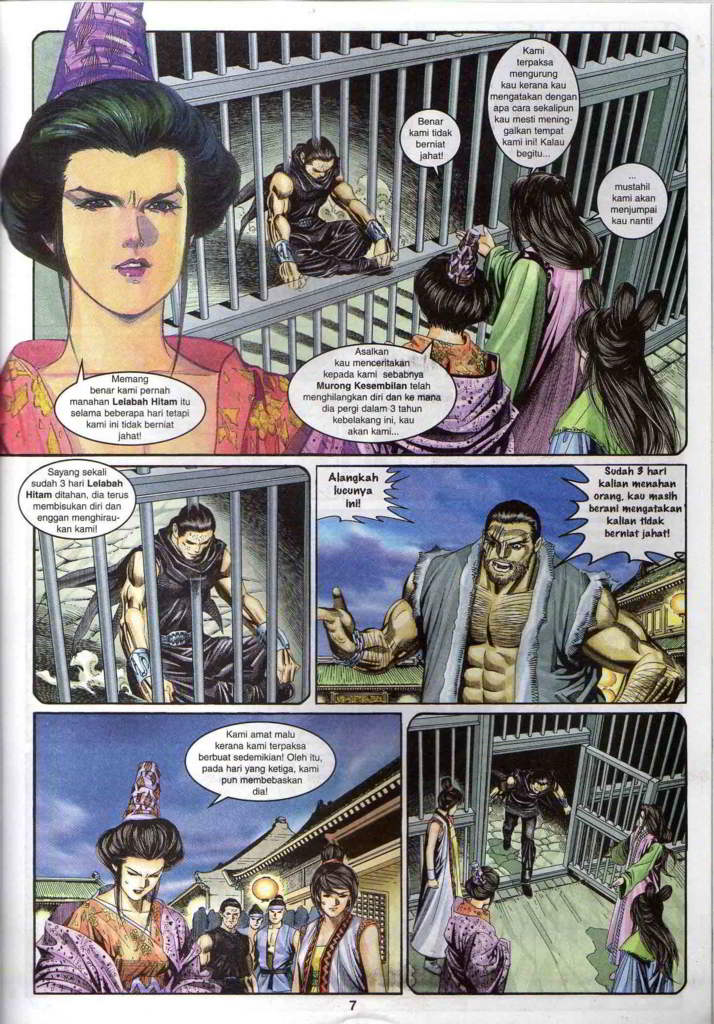 Kami
terpaksa
mengurung
kau kerana kau
mengatakan dengan
apa cara sekalipun
kau mesti mening-
galkan tempat
kami ini! Kalau
begitu...
Benar
kami tidak
berniat
jahat!
...
mustahil
kami akan
menjumpai
kau nanti!
Memang
benar kami pernah
manahan Lelabah Hitam itu
selama beberapa hari tetapi
kami ini tidak berniat
jahat!
Asalkan
kau menceritakan
kepada kami sebabnya
Murong Kesembilan telah
menghilangkan diri dan ke mana
dia pergi dalam 3 tahun
kebelakang ini, kau
akan kami...
Sayang sekali
sudah 3 hari Lelabah
Hitam ditahan, dia terus
membisukan diri dan
enggan menghirau-
kan kami!
Alangkah
lucunya
ini!
Sudah 3 hari
kalian menahan
orang, kau masih
berani mengatakan
kalian tidak
berniat jahat!
Kami amat malu
kerana kami terpaksa
berbuat sedemikian! Oleh itu,
pada hari yang ketiga, kami
pun membebaskan
dia!
7